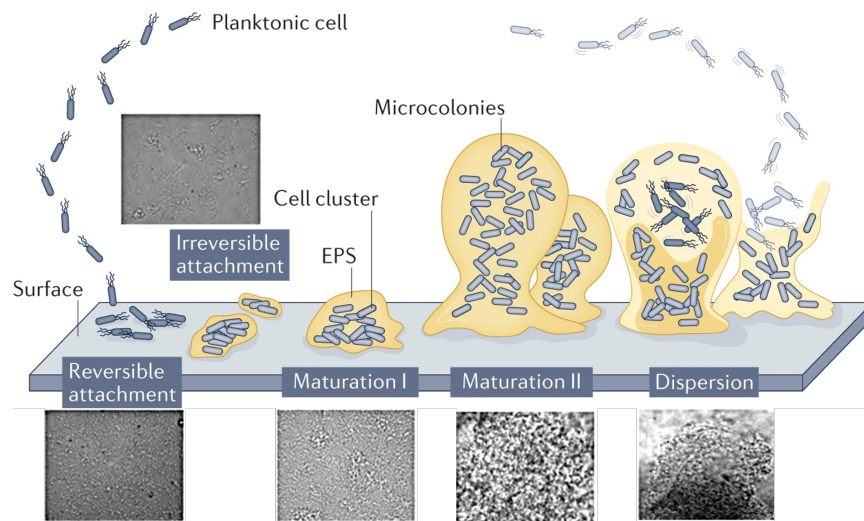 Planktonic cell
Microcolonies
Cell cluster
Irreversible
attachment
EPS
Surface
Reversible
attachment
Maturation I
Maturation II
Dispersion